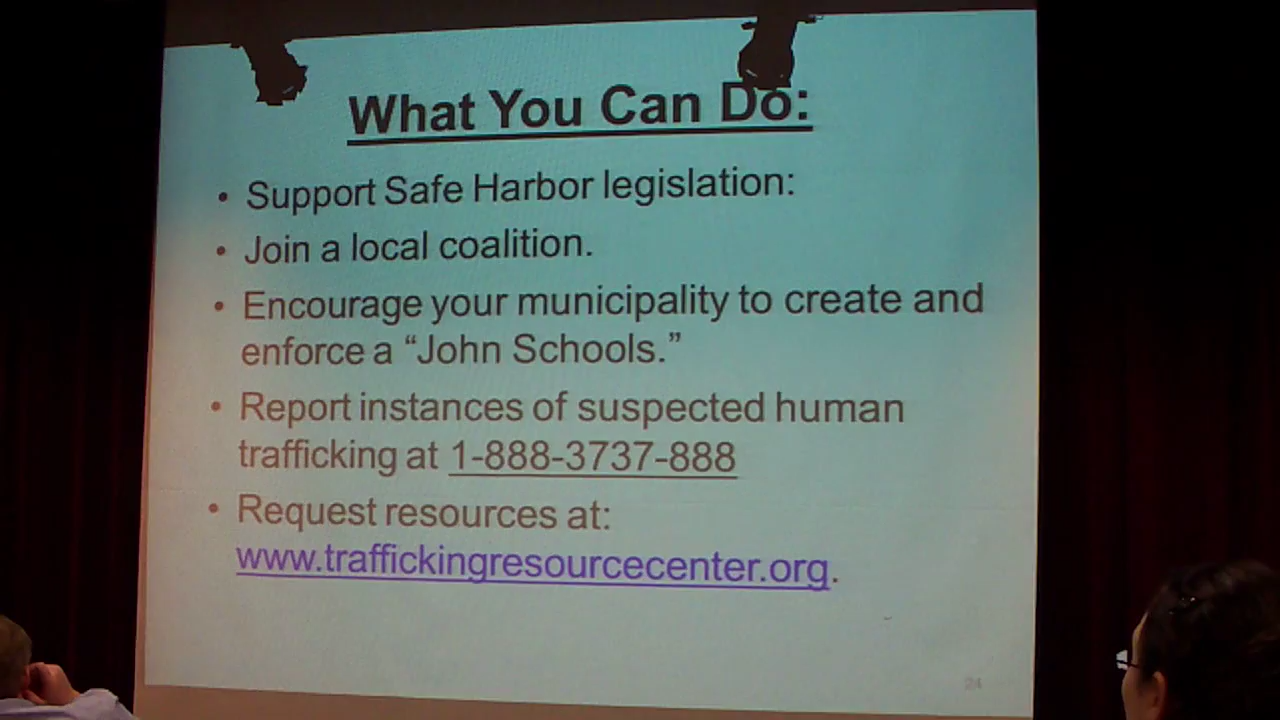 What You Can Do:
• Support Safe Harbor legislation:
• Join a local coalition.
• Encourage your municipality to create and
enforce a “John Schools.”
• Report instances of suspected human
trafficking at 1-888-3737-888
• Request resources at:
www.traffickingresourcecenter.org.
24